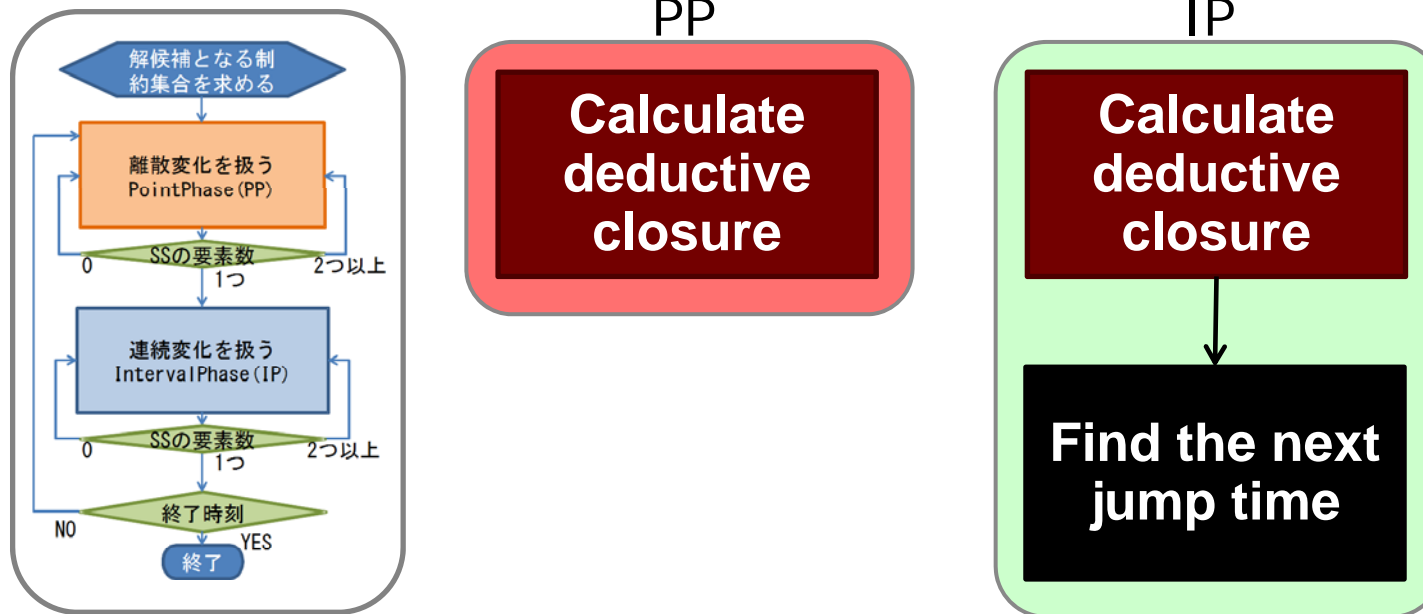 解候補となる制
約集合を求める
離散変化を扱う
PointPhase(PP)
SSの要素数
0
1つ
2つ以上
連続変化を扱う
IntervalPhase(IP)
SSの要素数
0
1つ
2つ以上
終了時刻
NO
YES
終了
PP
Calculate
deductive
closure
IP
Calculate
deductive
closure
Find the next
jump time